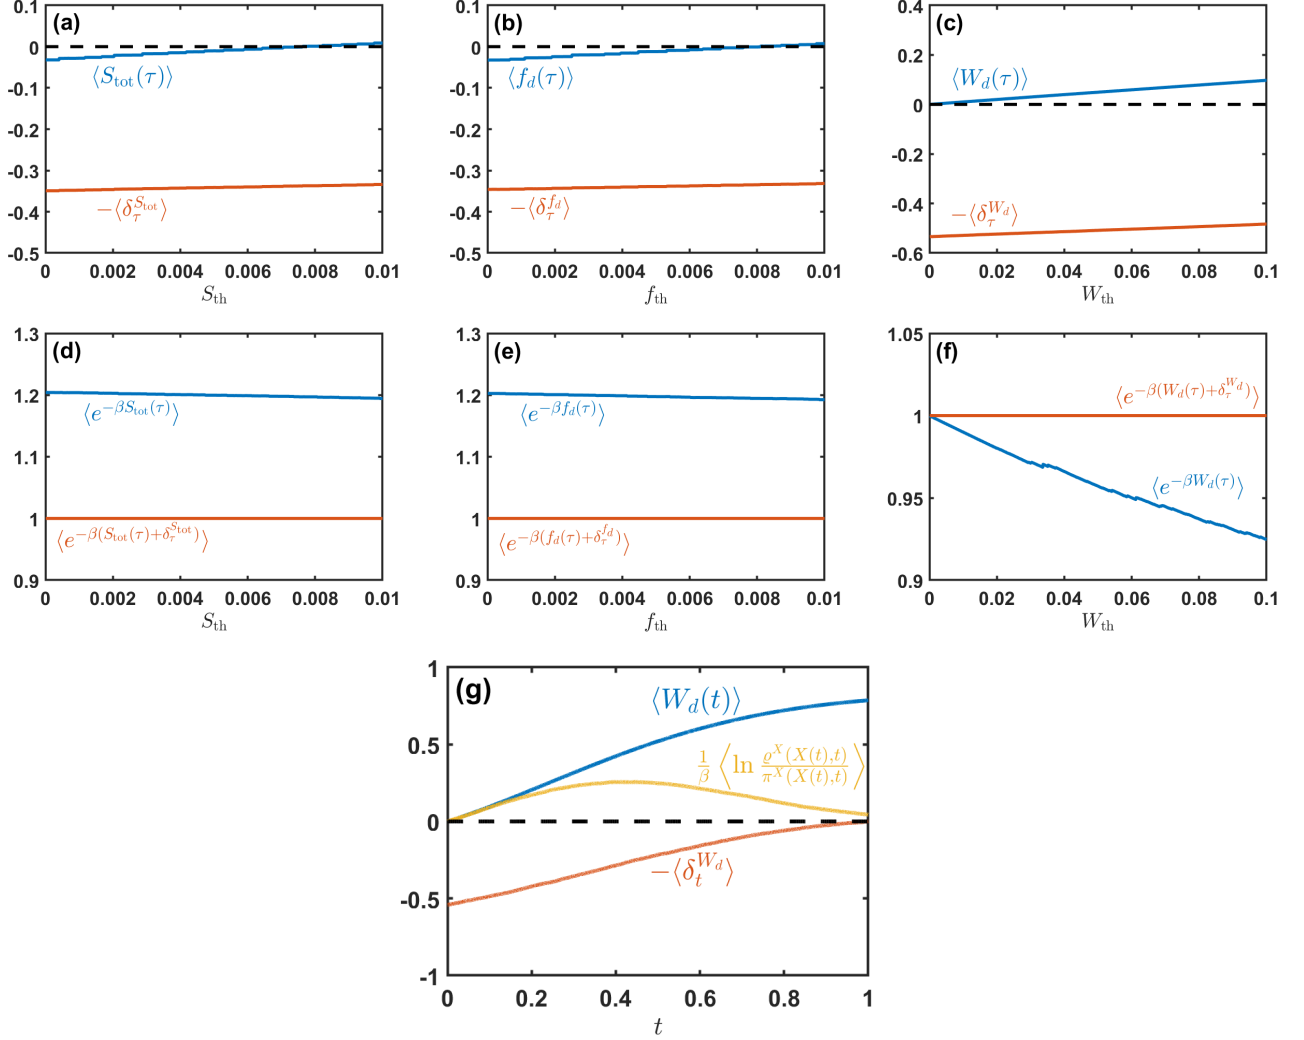 (a)
0.1
0
-0.1
-0.2
-0.3
-0.4
-0.5
⟨S_tot(τ)⟩
−⟨δ_τ^{S_tot}⟩
0 0.002 0.004 0.006 0.008 0.01
S_th
(b)
0.1
0
-0.1
-0.2
-0.3
-0.4
-0.5
⟨f_d(τ)⟩
−⟨δ_τ^{f_d}⟩
0 0.002 0.004 0.006 0.008 0.01
f_th
(c)
0.4
0.2
0
-0.2
-0.4
-0.6
⟨W_d(τ)⟩
−⟨δ_τ^{W_d}⟩
0 0.02 0.04 0.06 0.08 0.1
W_th
(d)
1.3
1.2
1.1
1
0.9
⟨e^{−βS_tot(τ)}⟩
⟨e^{−β(S_tot(τ)+δ_τ^{S_tot})}⟩
0 0.002 0.004 0.006 0.008 0.01
S_th
(e)
1.3
1.2
1.1
1
0.9
⟨e^{−βf_d(τ)}⟩
⟨e^{−β(f_d(τ)+δ_τ^{f_d})}⟩
0 0.002 0.004 0.006 0.008 0.01
f_th
(f)
1.05
1
0.95
0.9
⟨e^{−β(W_d(τ)+δ_τ^{W_d})}⟩
⟨e^{−βW_d(τ)}⟩
0 0.02 0.04 0.06 0.08 0.1
W_th
(g)
1
0.5
0
-0.5
-1
⟨W_d(t)⟩
1/β ⟨ln ϱ^X(X(t),t)/π^X(X(t),t)⟩
−⟨δ_t^{W_d}⟩
0 0.2 0.4 0.6 0.8 1
t